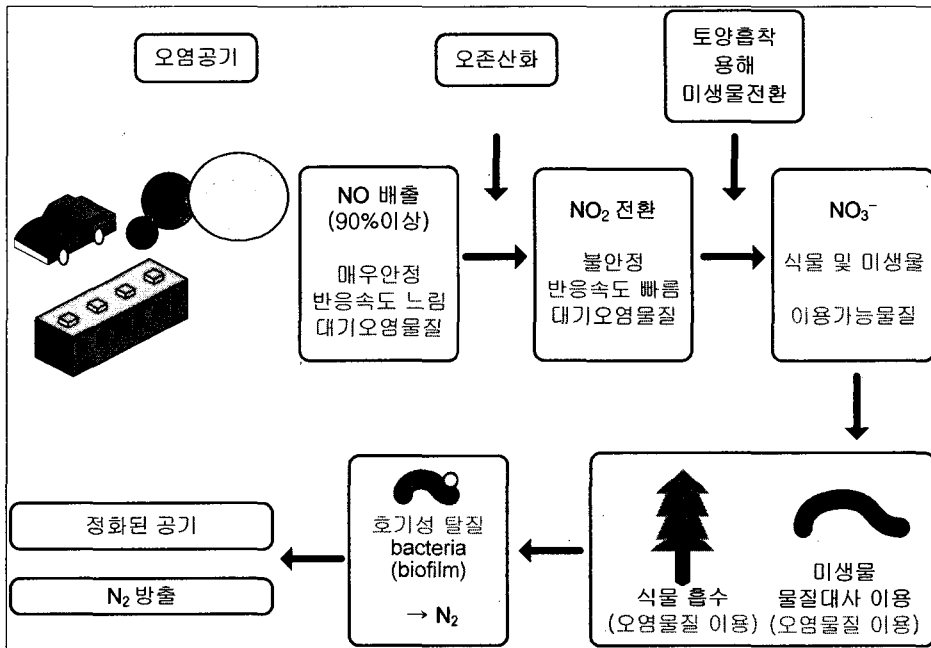 오염공기
오존산화
토양흡착
용해
미생물전환
NO 배출
(90%이상)
매우안정
반응속도 느림
대기오염물질
NO₂ 전환
불안정
반응속도 빠름
대기오염물질
NO₃⁻
식물 및 미생물
이용가능물질
식물 흡수
(오염물질 이용)
미생물
물질대사 이용
(오염물질 이용)
호기성 탈질
bacteria
(biofilm)
→ N₂
정화된 공기
N₂ 방출